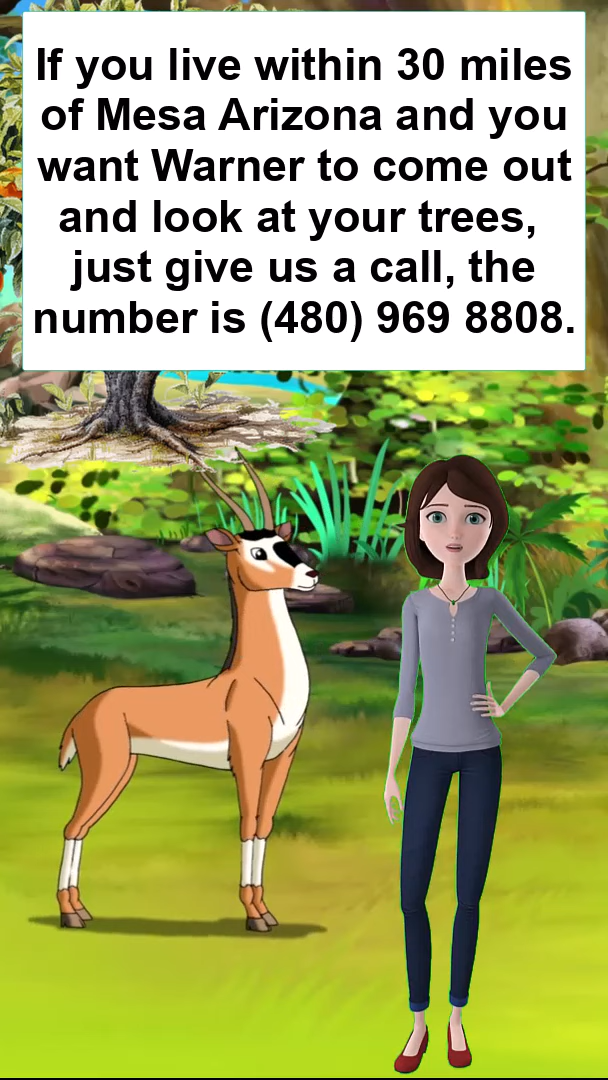 If you live within 30 miles
of Mesa Arizona and you
want Warner to come out
and look at your trees,
just give us a call, the
number is (480) 969 8808.